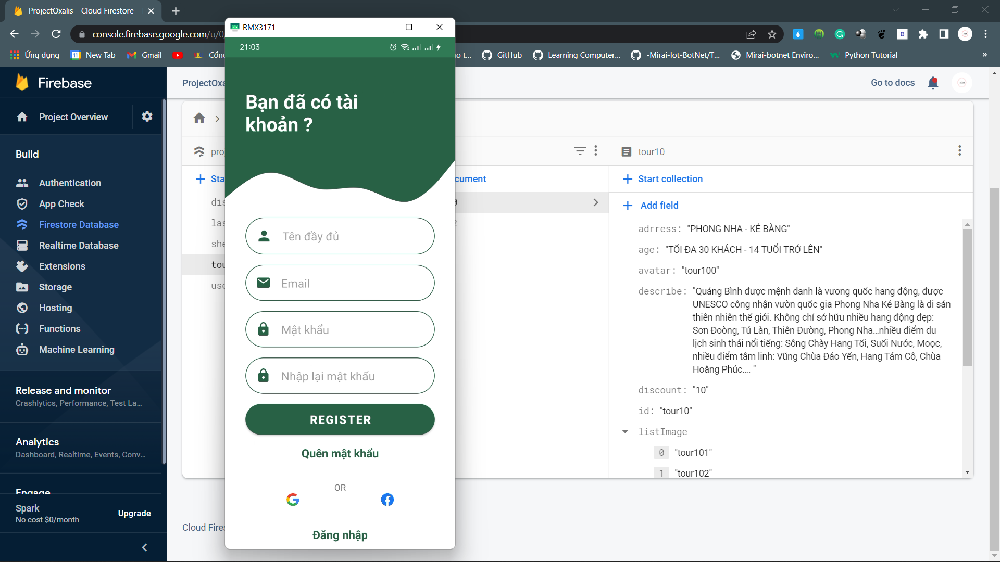 ProjectOxalis – Cloud Firestore –
RMX3171
console.firebase.google.com/u/0/
Ứng dụng
11
New Tab
Gmail
Cổng
o t...
GitHub
Learning Computer...
-Mirai-Iot-BotNet/T...
Mirai-botnet Enviro...
Python Tutorial
»
Firebase
Project Overview
Build
Authentication
App Check
Firestore Database
Realtime Database
Extensions
Storage
Hosting
Functions
Machine Learning
Release and monitor
Crashlytics, Performance, Test La...
Analytics
Dashboard, Realtime, Events, Conv...
Engage
Spark
No cost $0/month
Upgrade
21:03
Bạn đã có tài
khoản ?
Tên đầy đủ
Email
Mật khẩu
Nhập lại mật khẩu
REGISTER
Quên mật khẩu
OR
Đăng nhập
ProjectOxa
Go to docs
pro
Sta
dis
las
she
tou
use
cument
Cloud Fires
tour10
Start collection
Add field
adrress: "PHONG NHA - KẺ BÀNG"
age: "TỐI ĐA 30 KHÁCH - 14 TUỔI TRỞ LÊN"
avatar: "tour100"
describe: "Quảng Bình được mệnh danh là vương quốc hang động, được
UNESCO công nhận vườn quốc gia Phong Nha Kẻ Bàng là di sản
thiên nhiên thế giới. Không chỉ sở hữu nhiều hang động đẹp:
Sơn Đoòng, Tú Làn, Thiên Đường, Phong Nha...nhiều điểm du
lịch sinh thái nổi tiếng: Sông Chày Hang Tối, Suối Nước, Moọc,
nhiều điểm tâm linh: Vũng Chùa Đảo Yến, Hang Tám Cô, Chùa
Hoằng Phúc.... "
discount: "10"
id: "tour10"
listImage
0 "tour101"
1 "tour102"